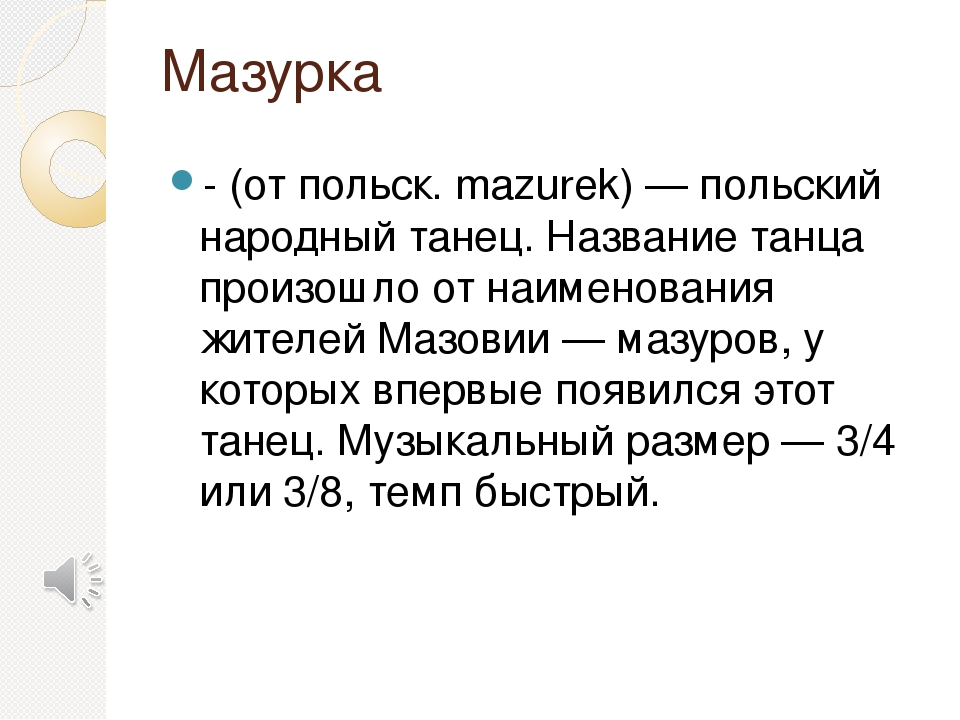 Мазурка
- (от польск. mazurek) — польский
народный танец. Название танца
произошло от наименования
жителей Мазовии — мазуров, у
которых впервые появился этот
танец. Музыкальный размер — 3/4
или 3/8, темп быстрый.